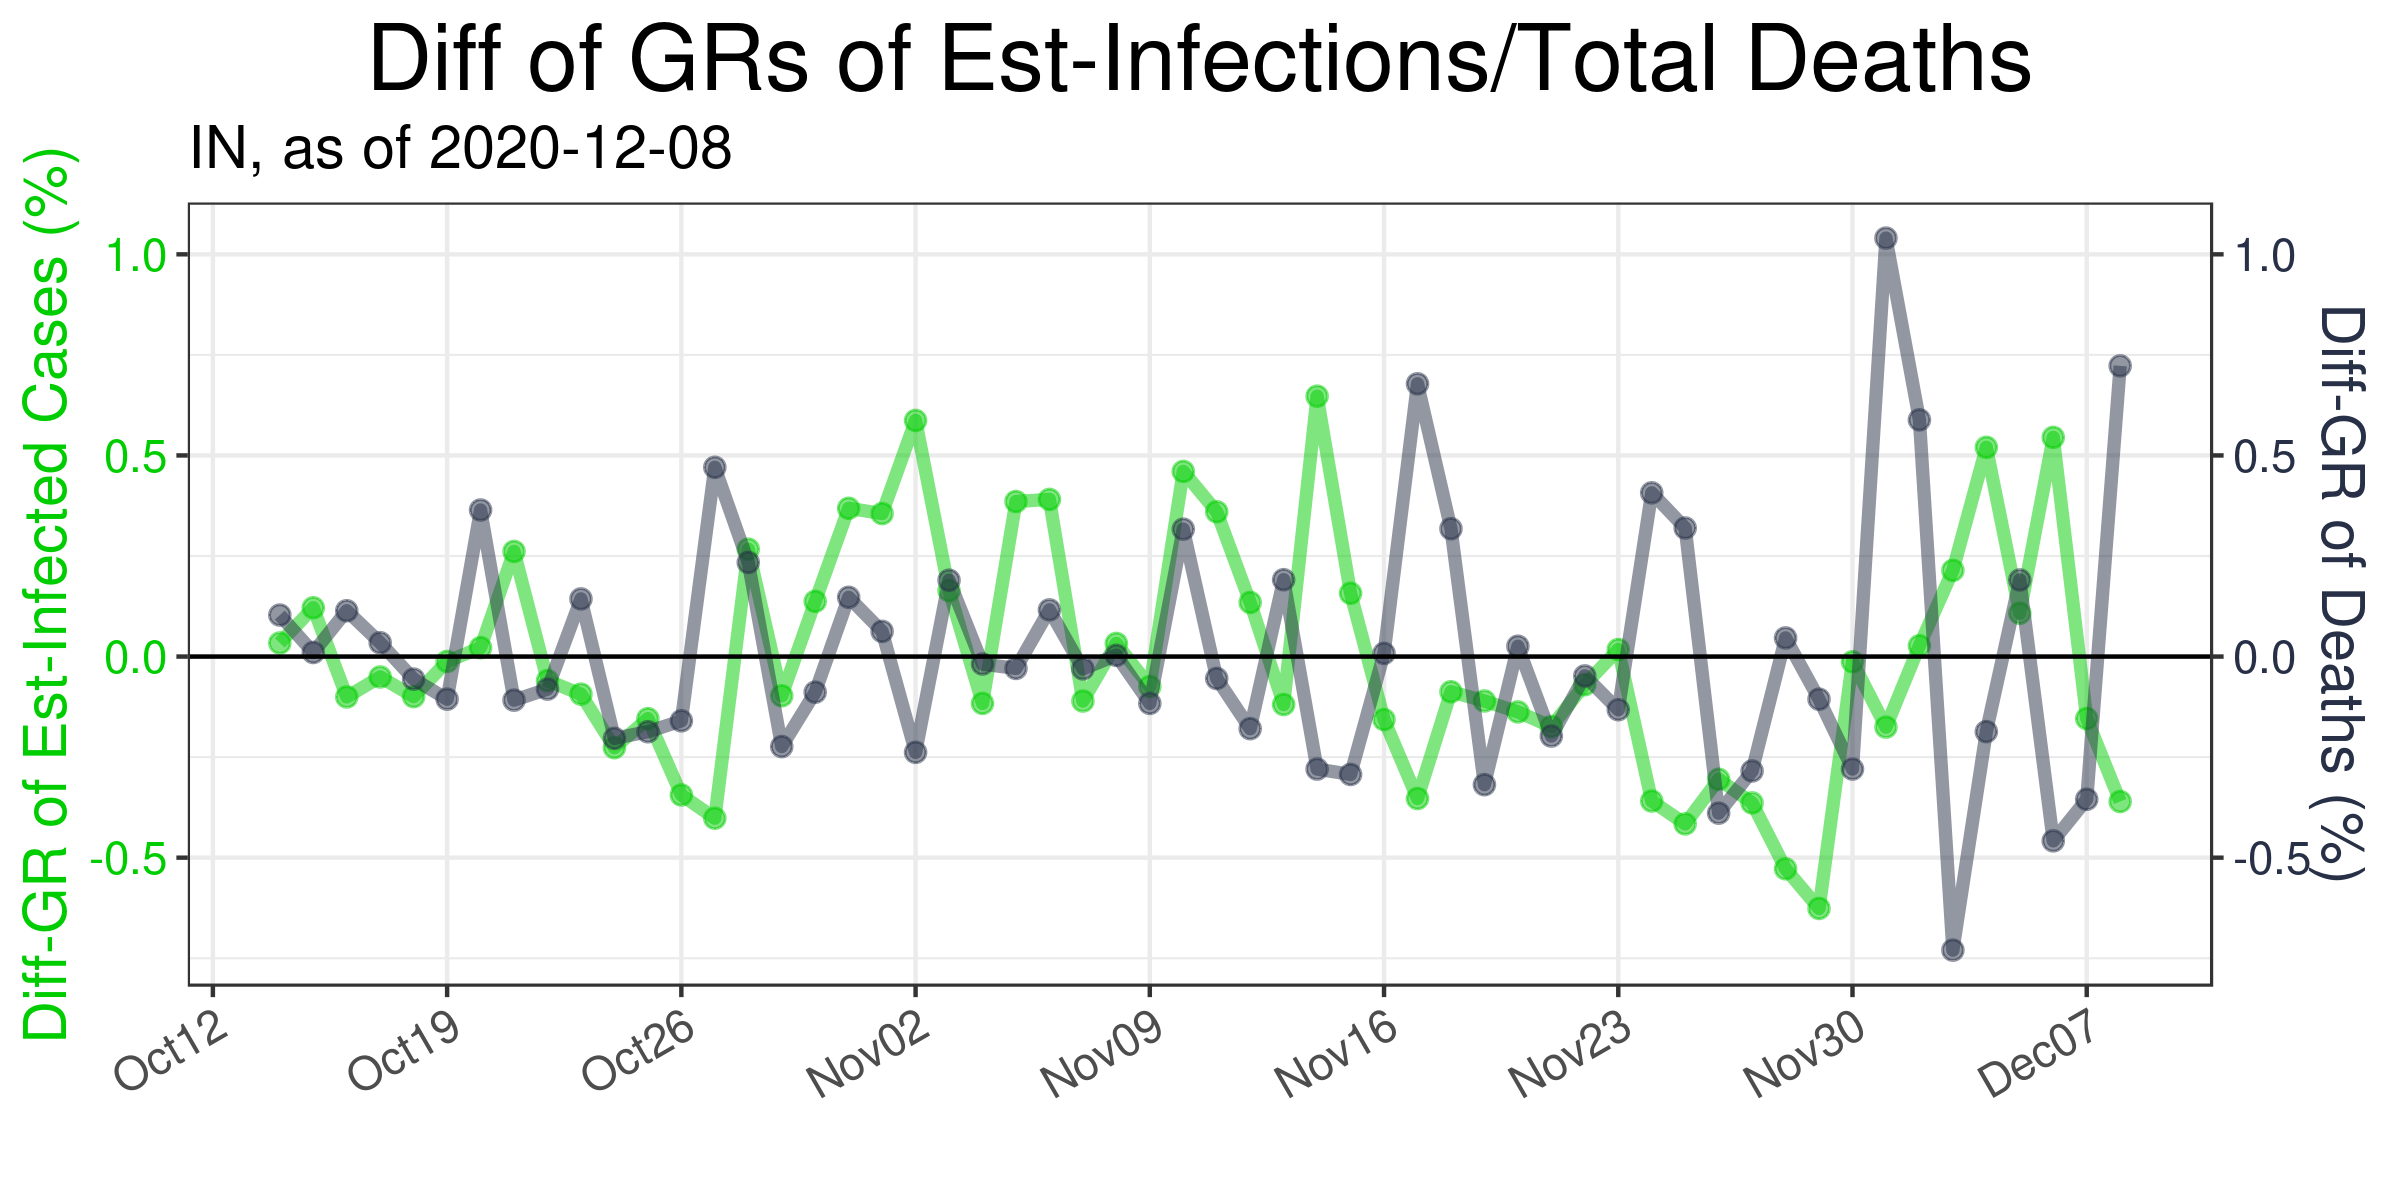 Diff of GRs of Est-Infections/Total Deaths
IN, as of 2020-12-08
Diff-GR of Est-Infected Cases (%)
1.0
0.5
0.0
-0.5
1.0
0.5
0.0
-0.5
Diff-GR of Deaths (%)
Oct12 Oct19 Oct26 Nov02 Nov09 Nov16 Nov23 Nov30 Dec07